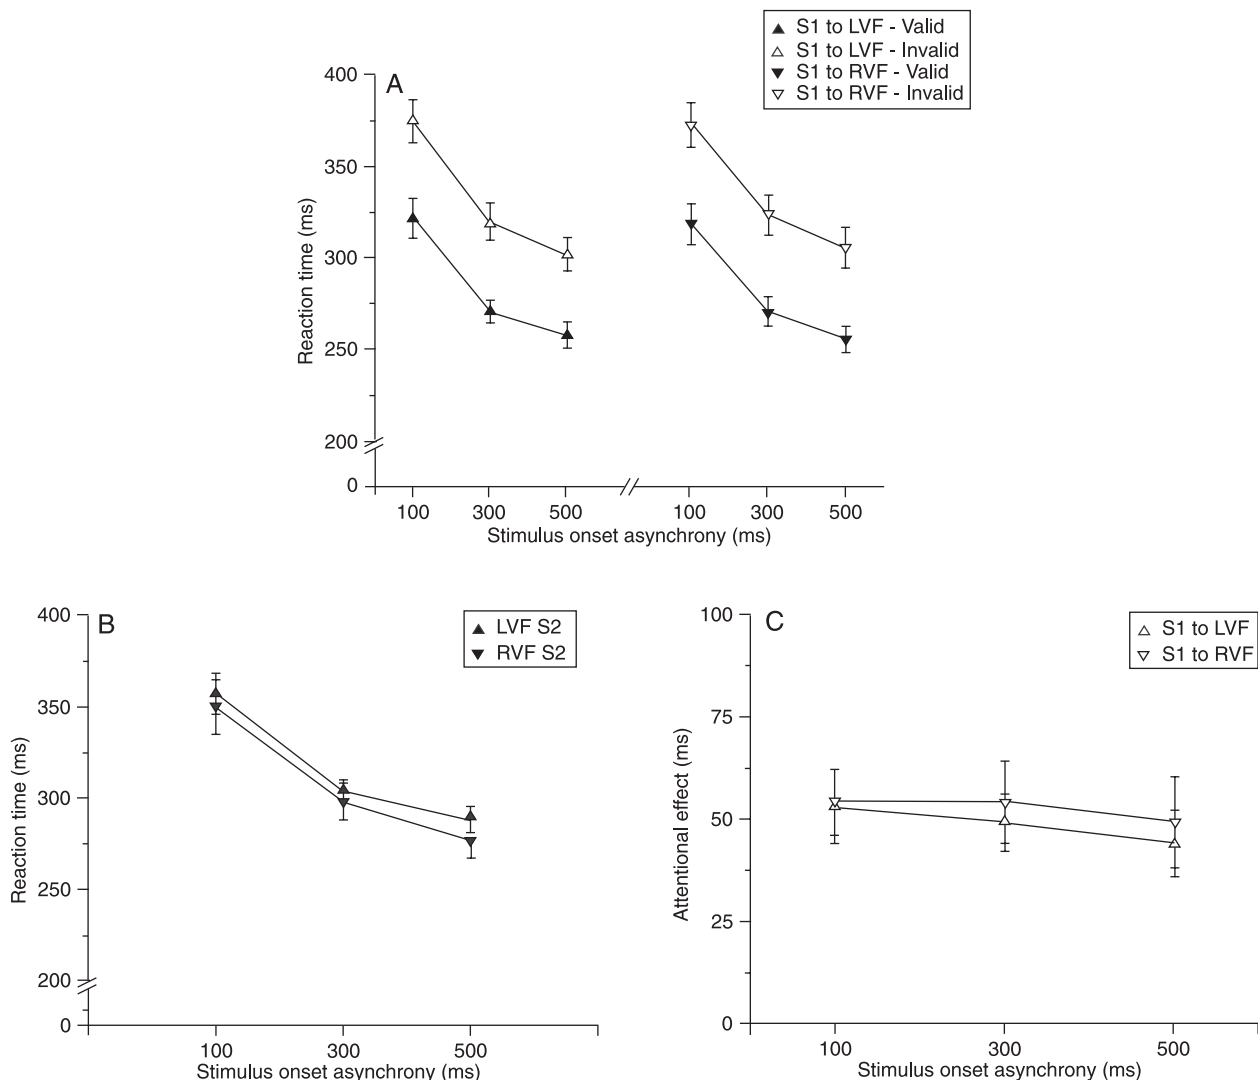 S1 to LVF - Valid
S1 to LVF - Invalid
S1 to RVF - Valid
S1 to RVF - Invalid
A
400
350
300
250
200
0
Reaction time (ms)
100 300 500 100 300 500
Stimulus onset asynchrony (ms)
B
LVF S2
RVF S2
400
350
300
250
200
0
Reaction time (ms)
100 300 500
Stimulus onset asynchrony (ms)
C
S1 to LVF
S1 to RVF
100
75
50
25
0
Attentional effect (ms)
100 300 500
Stimulus onset asynchrony (ms)